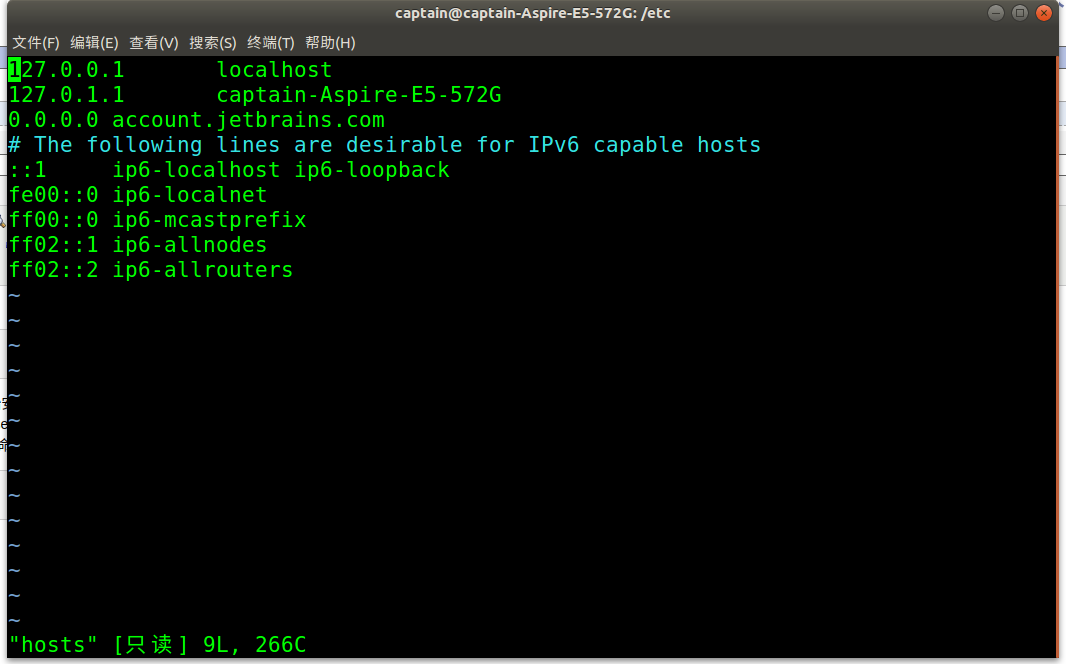 captain@captain-Aspire-E5-572G: /etc
文件(F) 编辑(E) 查看(V) 搜索(S) 终端(T) 帮助(H)
127.0.0.1       localhost
127.0.1.1       captain-Aspire-E5-572G
0.0.0.0 account.jetbrains.com
# The following lines are desirable for IPv6 capable hosts
::1     ip6-localhost ip6-loopback
fe00::0 ip6-localnet
ff00::0 ip6-mcastprefix
ff02::1 ip6-allnodes
ff02::2 ip6-allrouters
~
~
~
~
~
~
~
~
~
~
~
~
~
~
"hosts" [只读] 9L, 266C